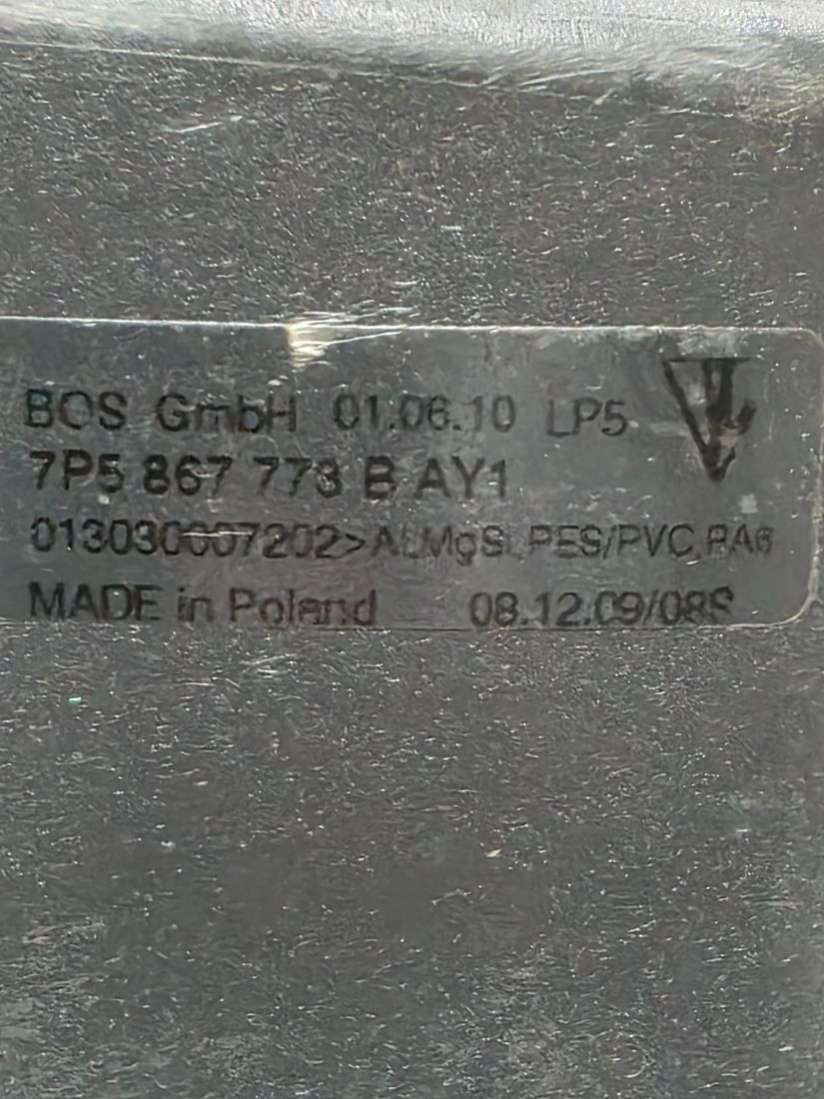 BOS GmbH 01.06.10 LP5
7P5 867 773 B AY1
013030007202>ALMgSi,PES/PVC,PA6
MADE in Poland 08.12.09/08S